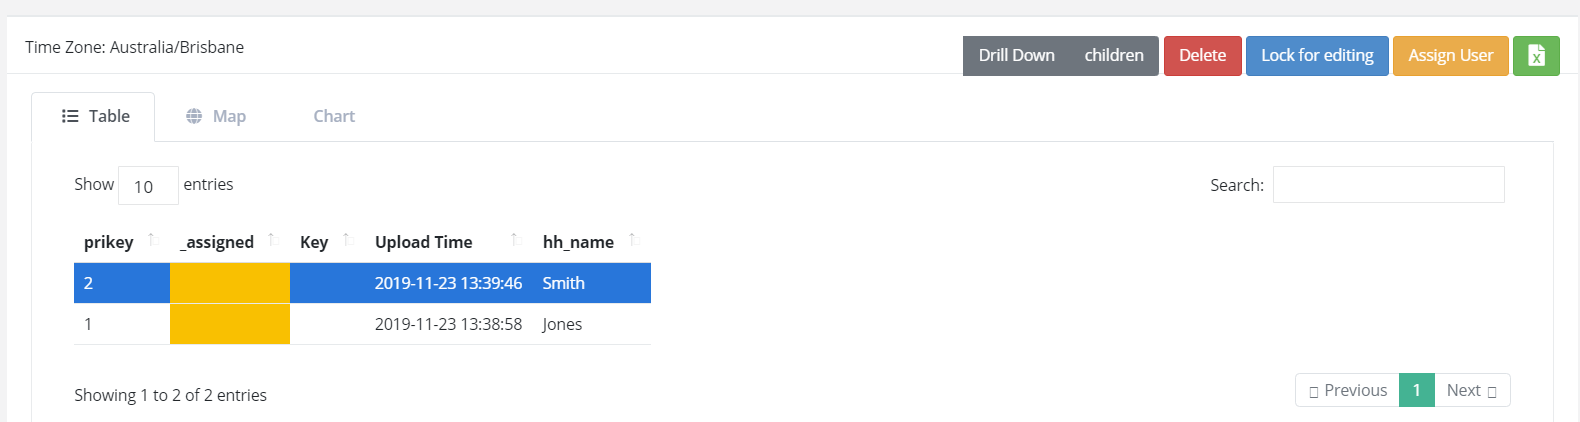 Time Zone: Australia/Brisbane
Drill Down children Delete Lock for editing Assign User
Table Map Chart
Show 10 entries Search:
prikey _assigned Key Upload Time hh_name
2 2019-11-23 13:39:46 Smith
1 2019-11-23 13:38:58 Jones
Showing 1 to 2 of 2 entries
Previous 1 Next